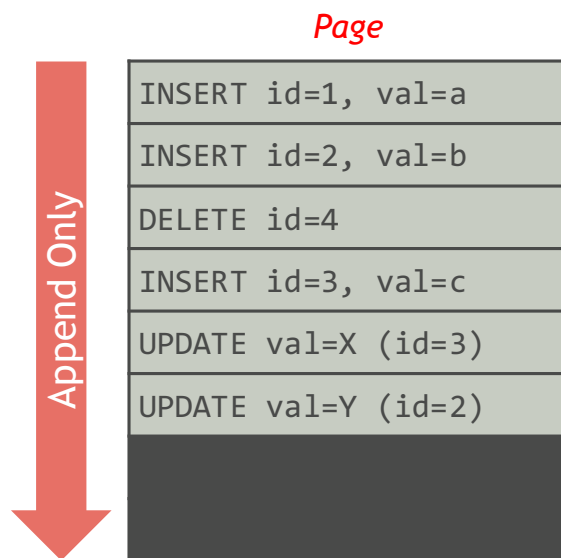 Page
Append Only
INSERT id=1, val=a
INSERT id=2, val=b
DELETE id=4
INSERT id=3, val=c
UPDATE val=X (id=3)
UPDATE val=Y (id=2)